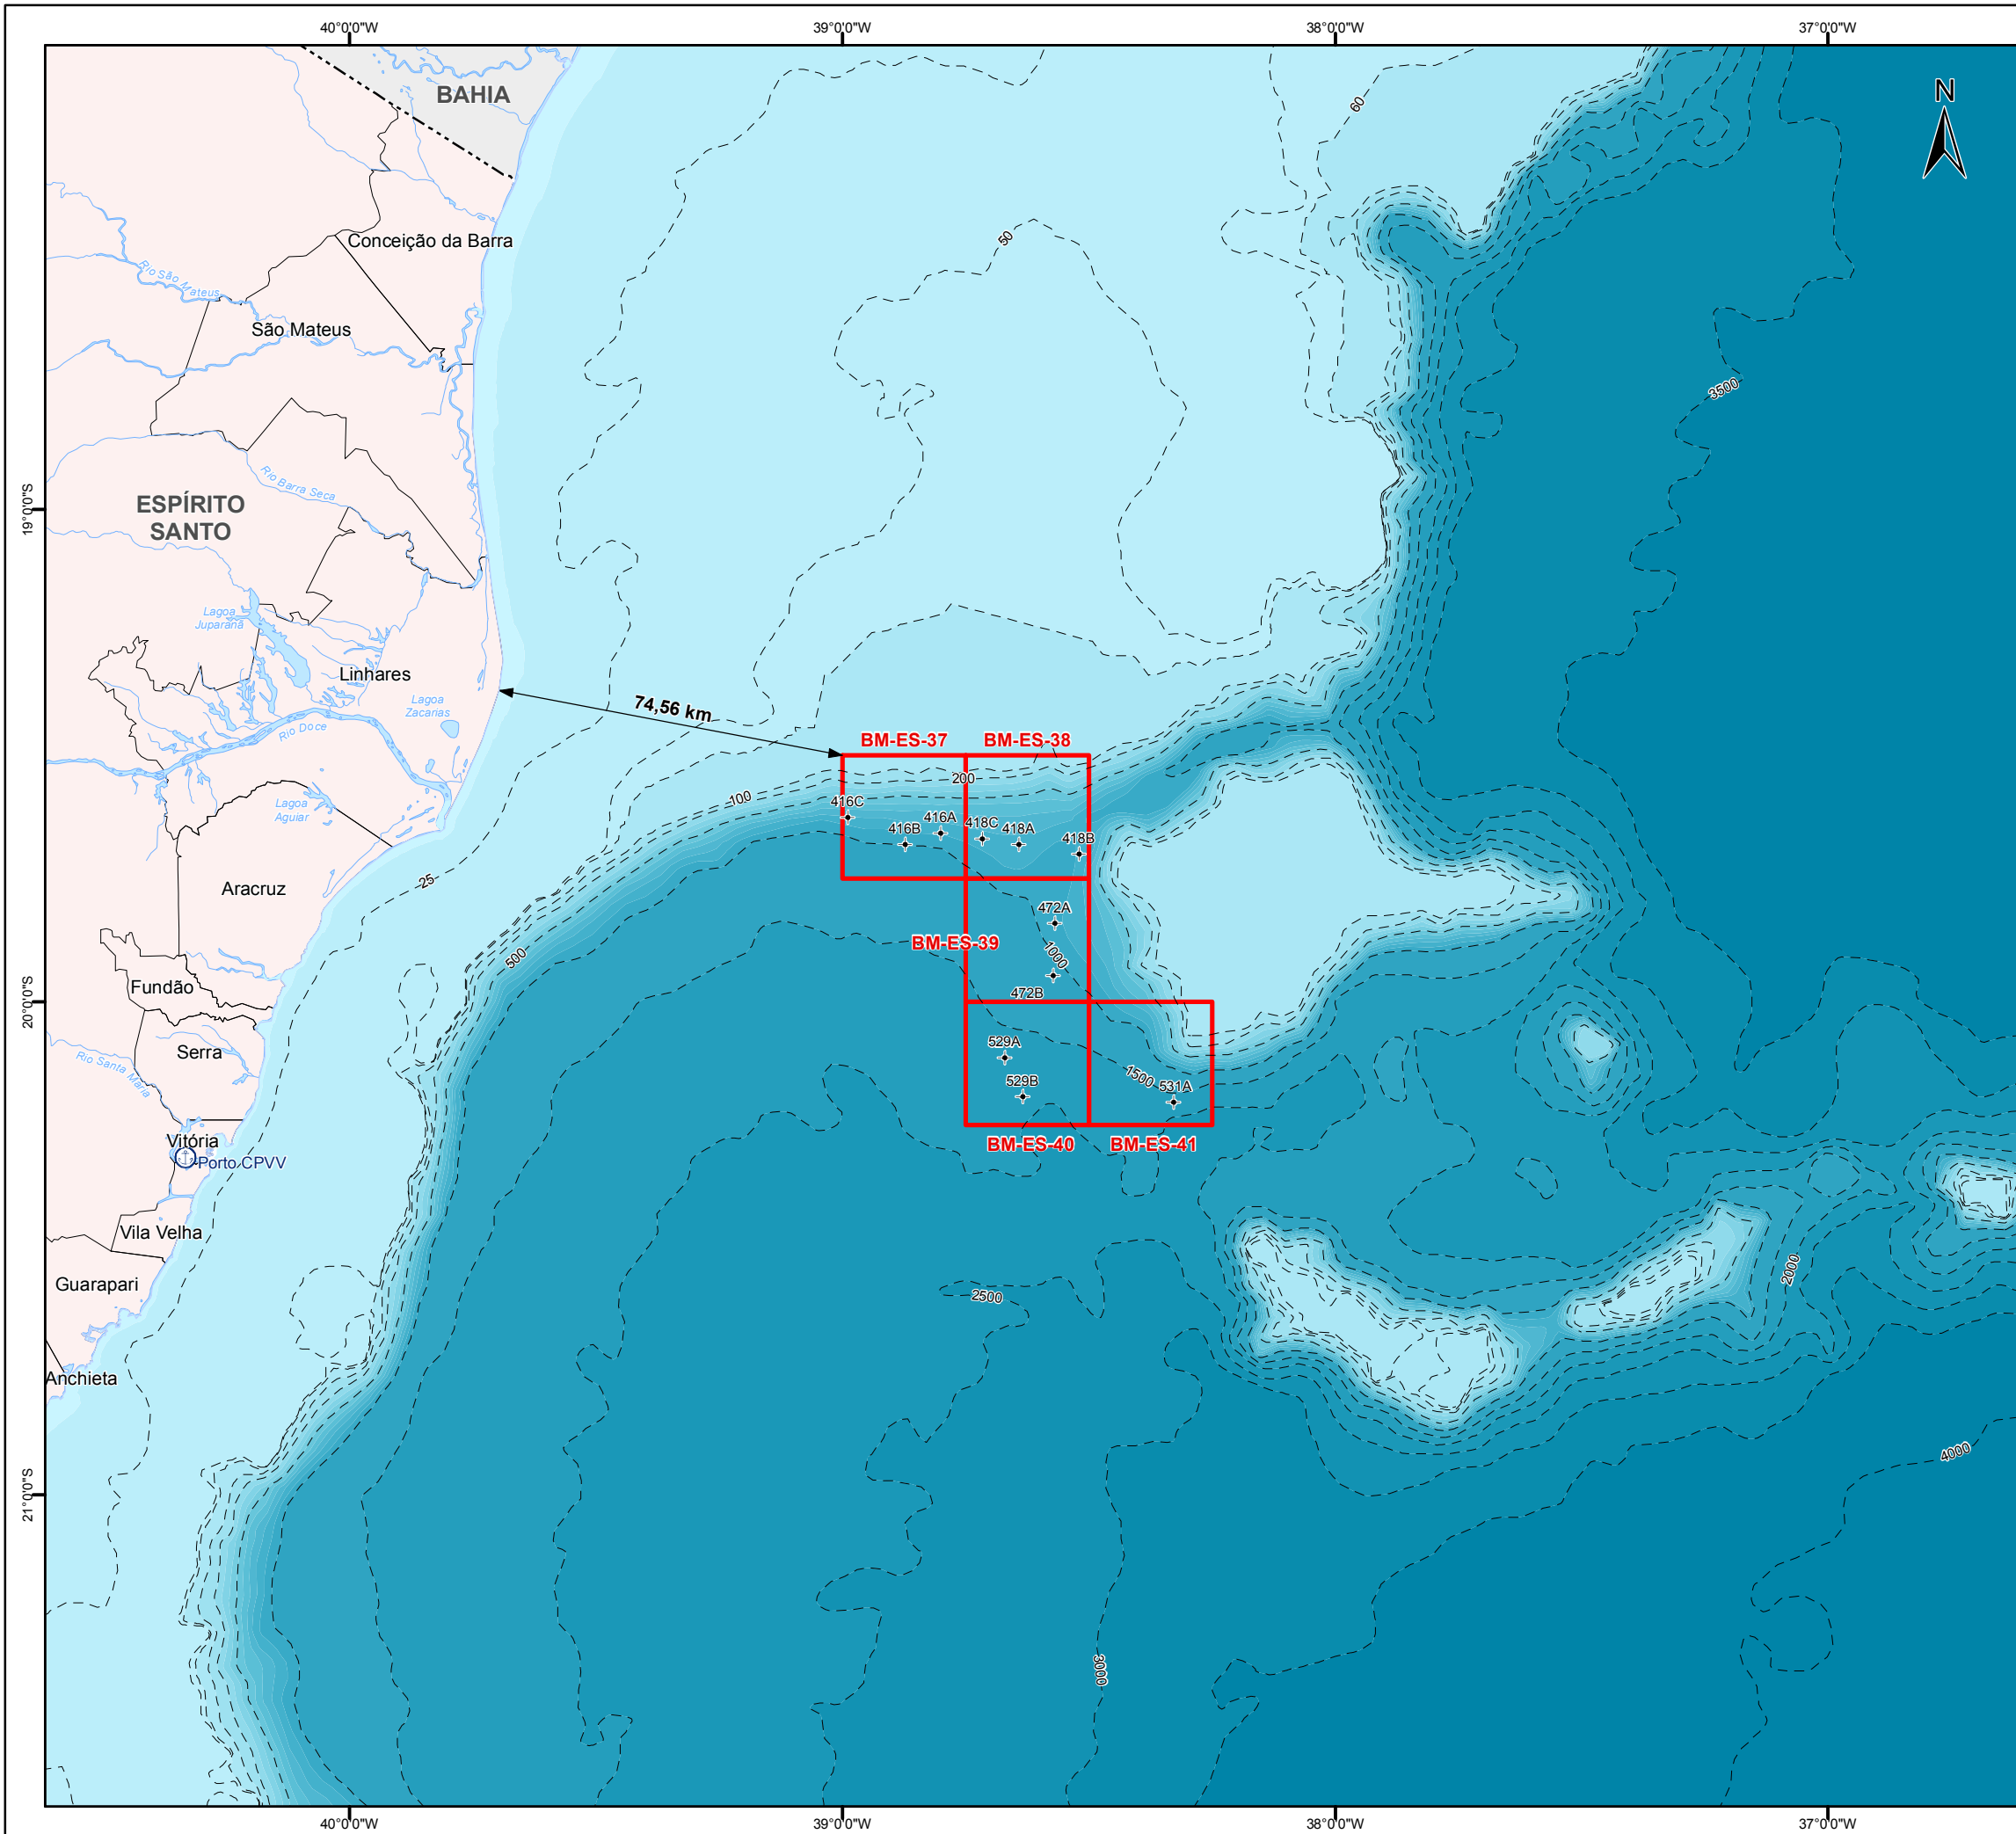 40°0'0"W
39°0'0"W
38°0'0"W
37°0'0"W
BAHIA
60
N
Conceição da Barra
50
Rio São Mateus
São Mateus
3500
Rio Barra Seca
ESPÍRITO
SANTO
19°0'0"S
Lagoa
Juparanã
Linhares
Lagoa
Zacarias
74,56 km
Rio Doce
BM-ES-37
BM-ES-38
200
100
416C
416A
416B
418C
418A
418B
Lagoa
Aguiar
25
Aracruz
472A
BM-ES-39
500
1000
Fundão
472B
20°0'0"S
529A
Serra
Rio Santa Maria
529B
1500
531A
Vitória
BM-ES-40
BM-ES-41
Porto CPVV
Vila Velha
Guarapari
2500
2000
Anchieta
4000
21°0'0"S
3000
40°0'0"W
39°0'0"W
38°0'0"W
37°0'0"W